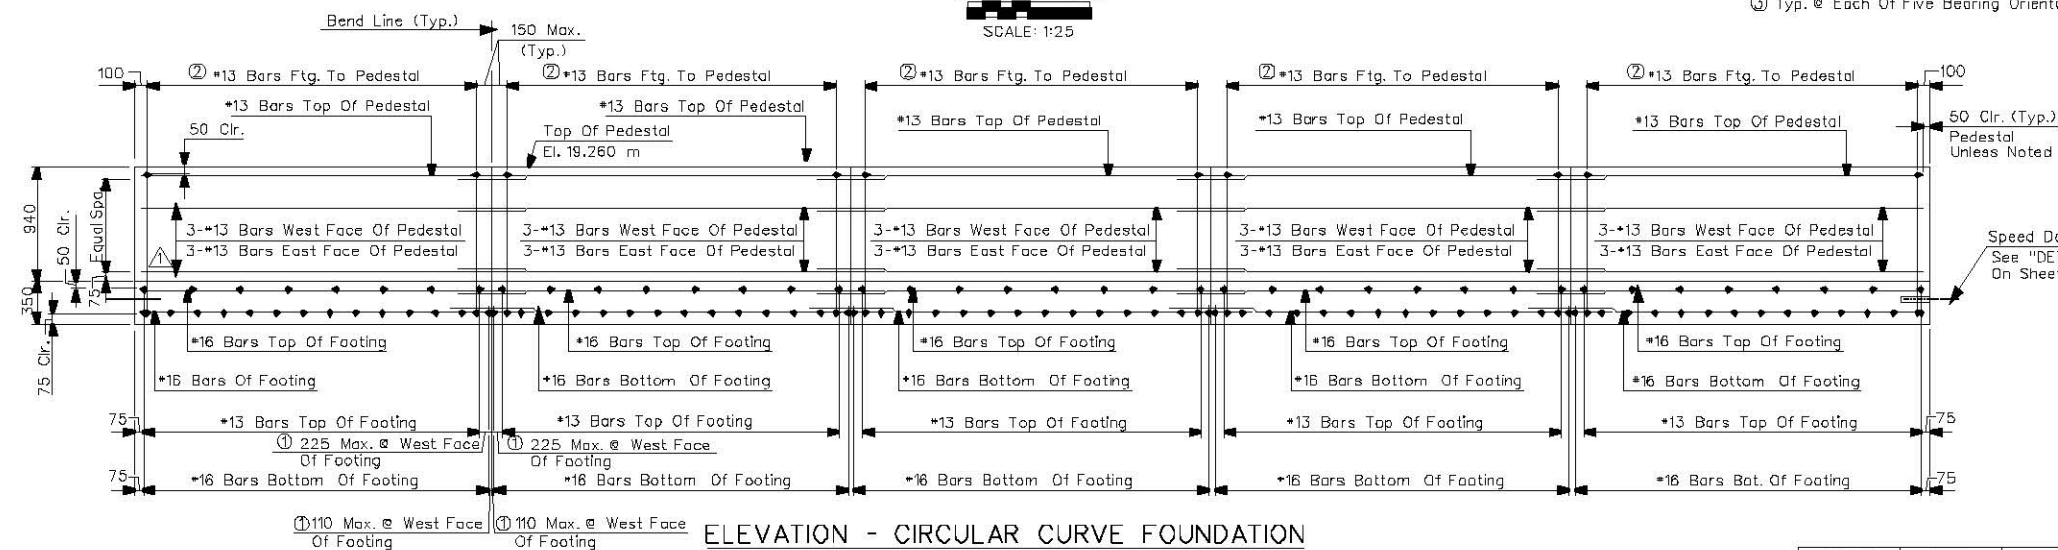 ③ Typ. @ Each Of Five Bearing
SCALE: 1:25
Bend Line (Typ.)
150 Max.
(Typ.)
100
② #13 Bars Ftg. To Pedestal
② #13 Bars Ftg. To Pedestal
② #13 Bars Ftg. To Pedestal
② #13 Bars Ftg. To Pedestal
② #13 Bars Ftg. To Pedestal
100
#13 Bars Top Of Pedestal
#13 Bars Top Of Pedestal
#13 Bars Top Of Pedestal
#13 Bars Top Of Pedestal
#13 Bars Top Of Pedestal
50 Clr.
Top Of Pedestal
El. 19.260 m
50 Clr. (Typ.)
Pedestal
Unless Noted
940
50 Clr.
Equal Spa.
350
75
75 Clr.
1
3-#13 Bars West Face Of Pedestal
3-#13 Bars East Face Of Pedestal
3-#13 Bars West Face Of Pedestal
3-#13 Bars East Face Of Pedestal
3-#13 Bars West Face Of Pedestal
3-#13 Bars East Face Of Pedestal
3-#13 Bars West Face Of Pedestal
3-#13 Bars East Face Of Pedestal
3-#13 Bars West Face Of Pedestal
3-#13 Bars East Face Of Pedestal
Speed
See
On
#16 Bars Top Of Footing
#16 Bars Top Of Footing
#16 Bars Top Of Footing
#16 Bars Top Of Footing
#16 Bars Top Of Footing
#16 Bars Of Footing
#16 Bars Bottom Of Footing
#16 Bars Bottom Of Footing
#16 Bars Bottom Of Footing
#16 Bars Bottom Of Footing
75
#13 Bars Top Of Footing
#13 Bars Top Of Footing
#13 Bars Top Of Footing
#13 Bars Top Of Footing
#13 Bars Top Of Footing
75
① 225 Max. @ West Face
Of Footing
① 225 Max. @ West Face
Of Footing
75
#16 Bars Bottom Of Footing
#16 Bars Bottom Of Footing
#16 Bars Bottom Of Footing
#16 Bars Bottom Of Footing
#16 Bars Bot. Of Footing
75
① 110 Max. @ West Face
Of Footing
① 110 Max. @ West Face
Of Footing
ELEVATION - CIRCULAR CURVE FOUNDATION